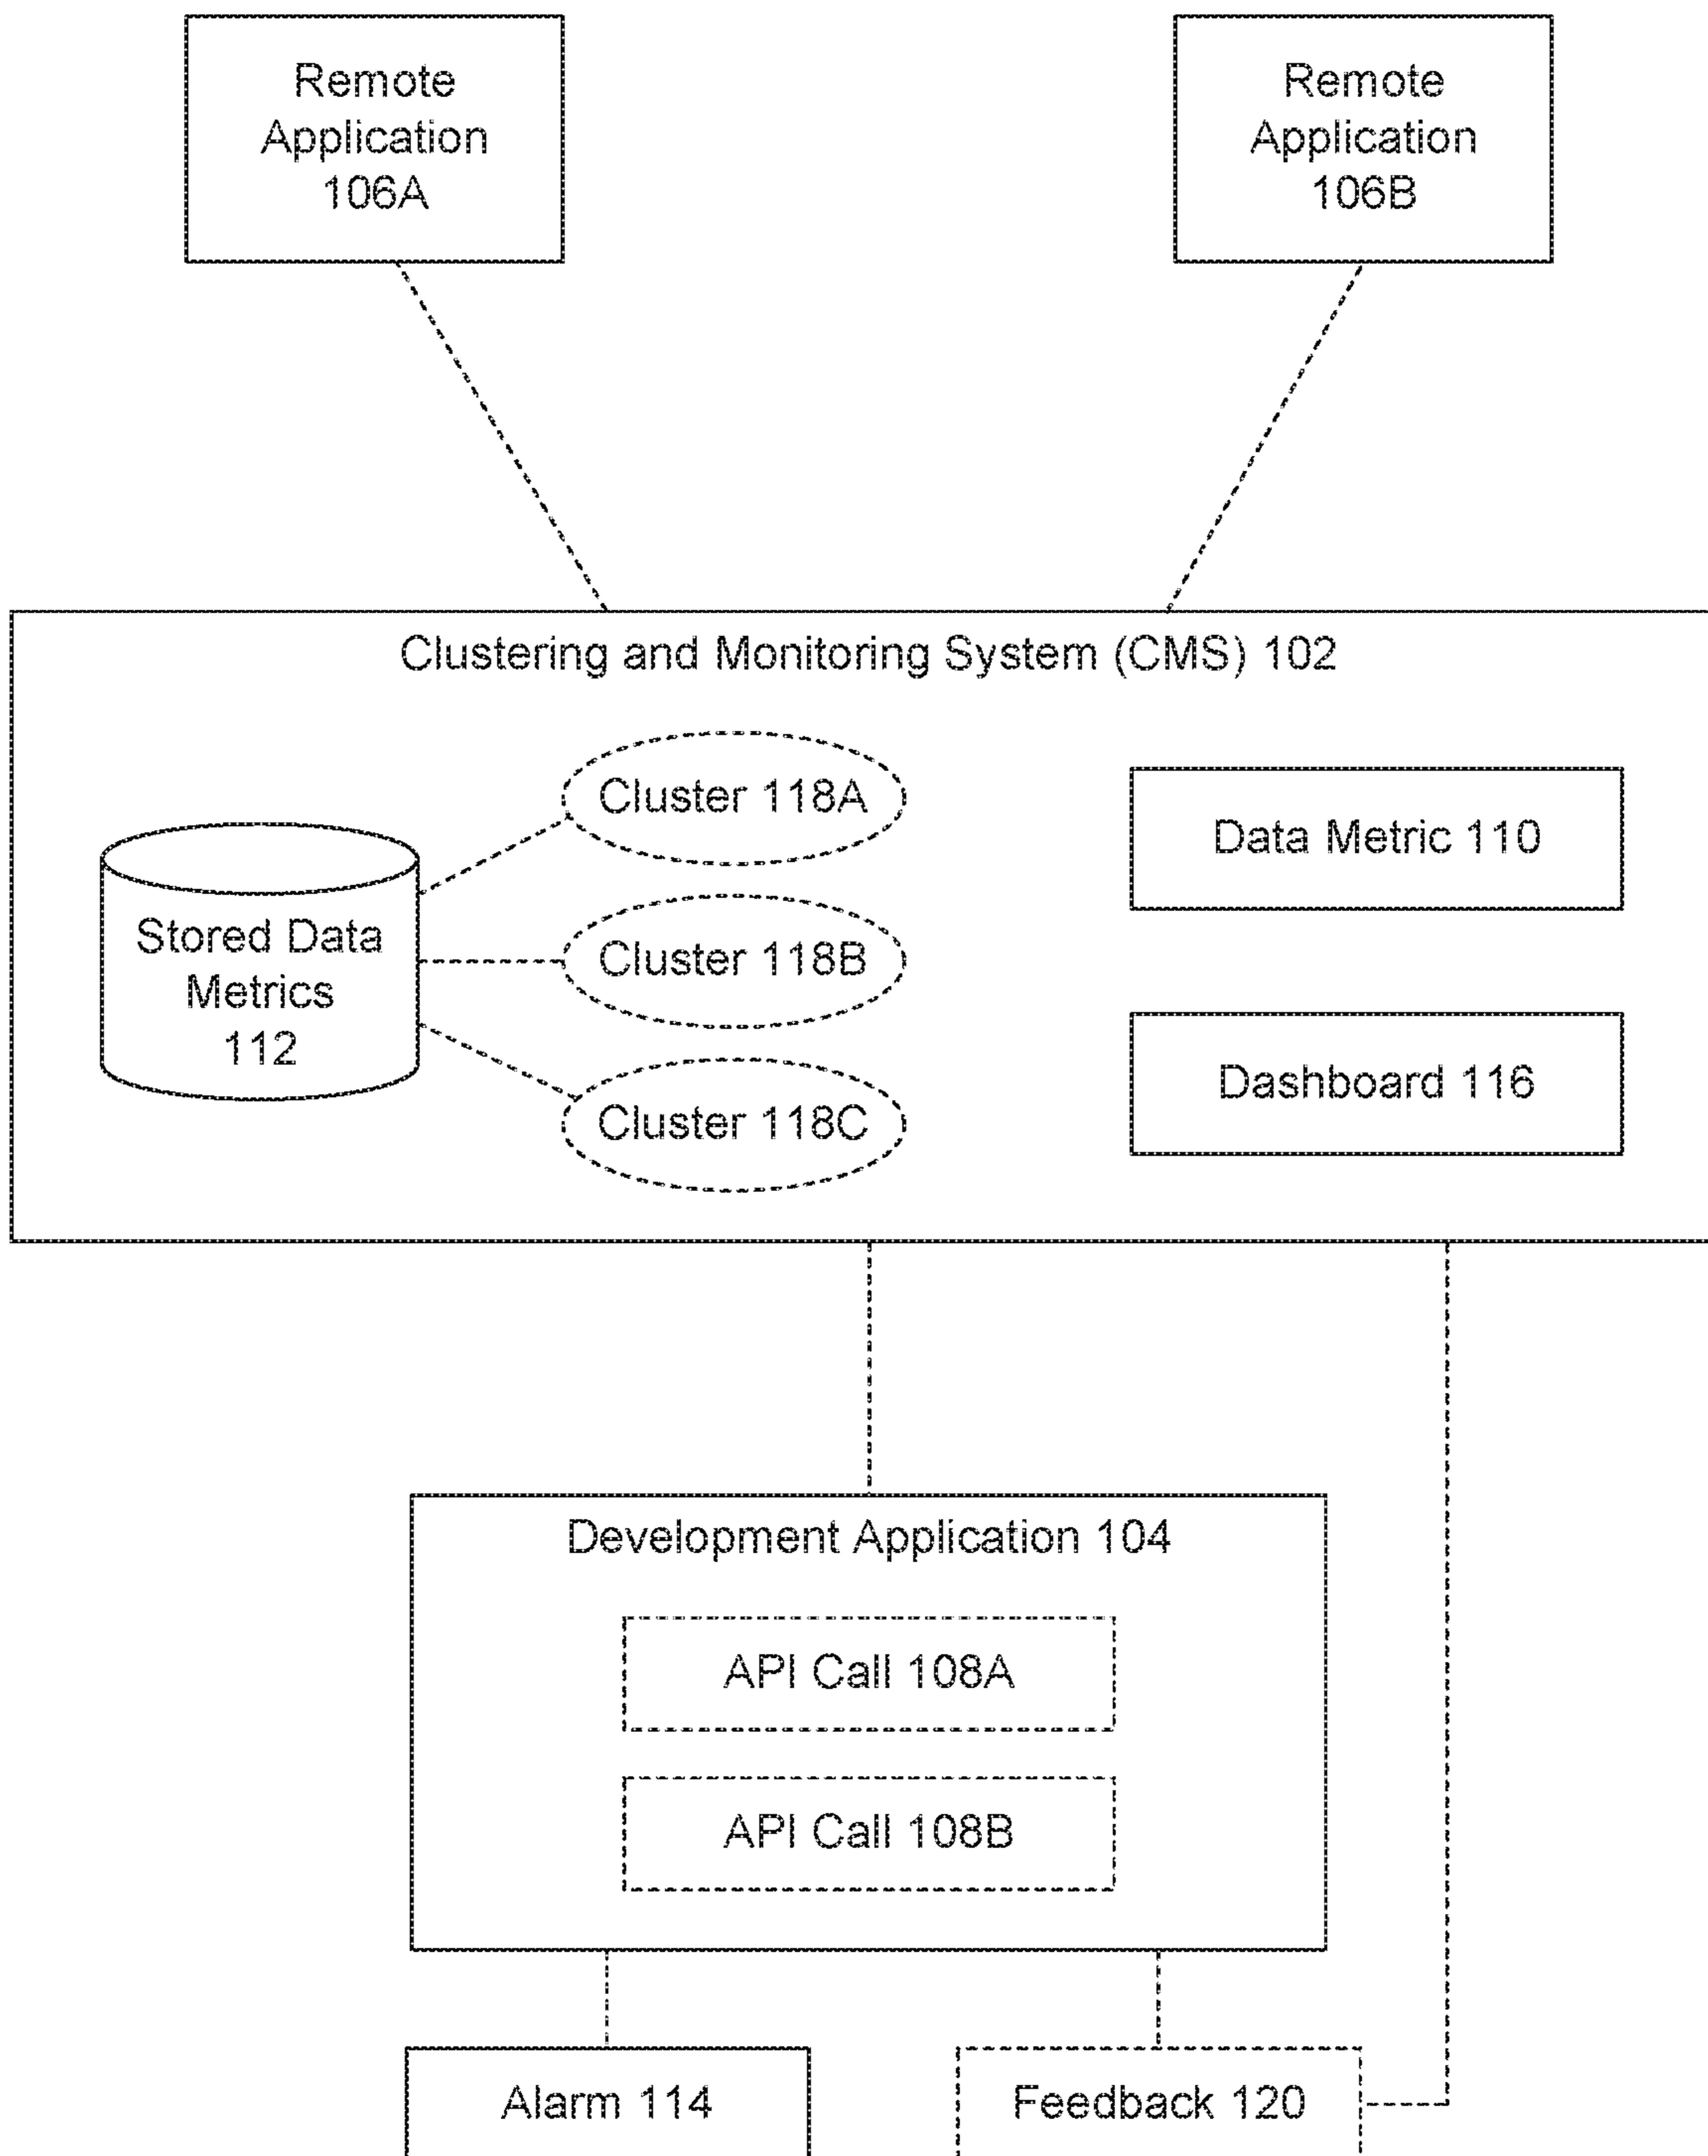 Remote
Application
106A
Remote
Application
106B
Clustering and Monitoring System (CMS) 102
Cluster 118A
Data Metric 110
Stored Data
Metrics
112
Cluster 118B
Dashboard 116
Cluster 118C
Development Application 104
API Call 108A
API Call 108B
Alarm 114
Feedback 120